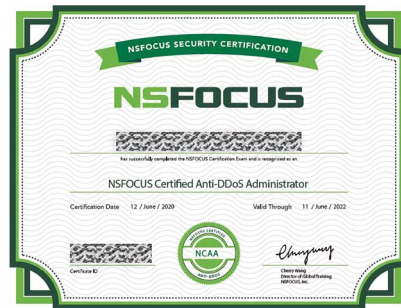 NSFOCUS SECURITY CERTIFICATION
NSFOCUS
has successfully completed the NSFOCUS Certification Exam and is recognized as an
NSFOCUS Certified Anti-DDoS Administrator
Certification Date 12 / June / 2020 Valid Through 11 / June / 2022
NSFOCUS CERTIFIED
NCAA
ANTI-DDOS
Certificate ID
Cherry Wang
Director of Global Training
NSFOCUS, Inc.